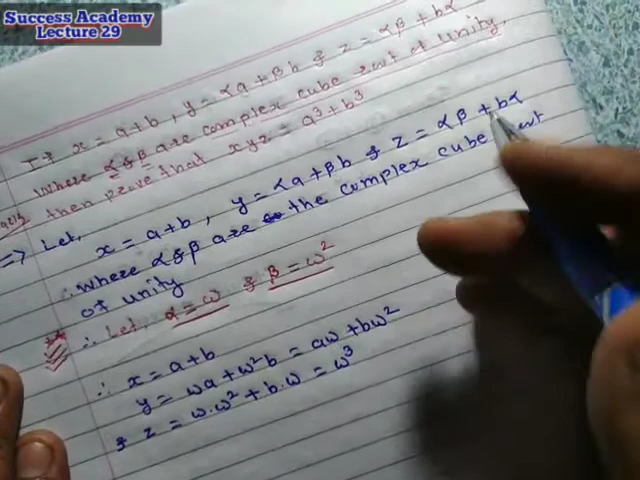 Success Academy
Lecture 29
If x = a+b, y = αa + βb & z = αβ + bα
Where α & β are complex cube root of Unity,
then prove that xyz = a³+b³
=> Let,
x = a+b, y = αa + βb & z = αβ + bα
∴ Where α & β are the complex cube
of unity
∴ Let, α = ω & β = ω²
∴ x = a+b
y = ωa + ω²b = aω + bω²
& z = ω.ω² + b.ω = ω³